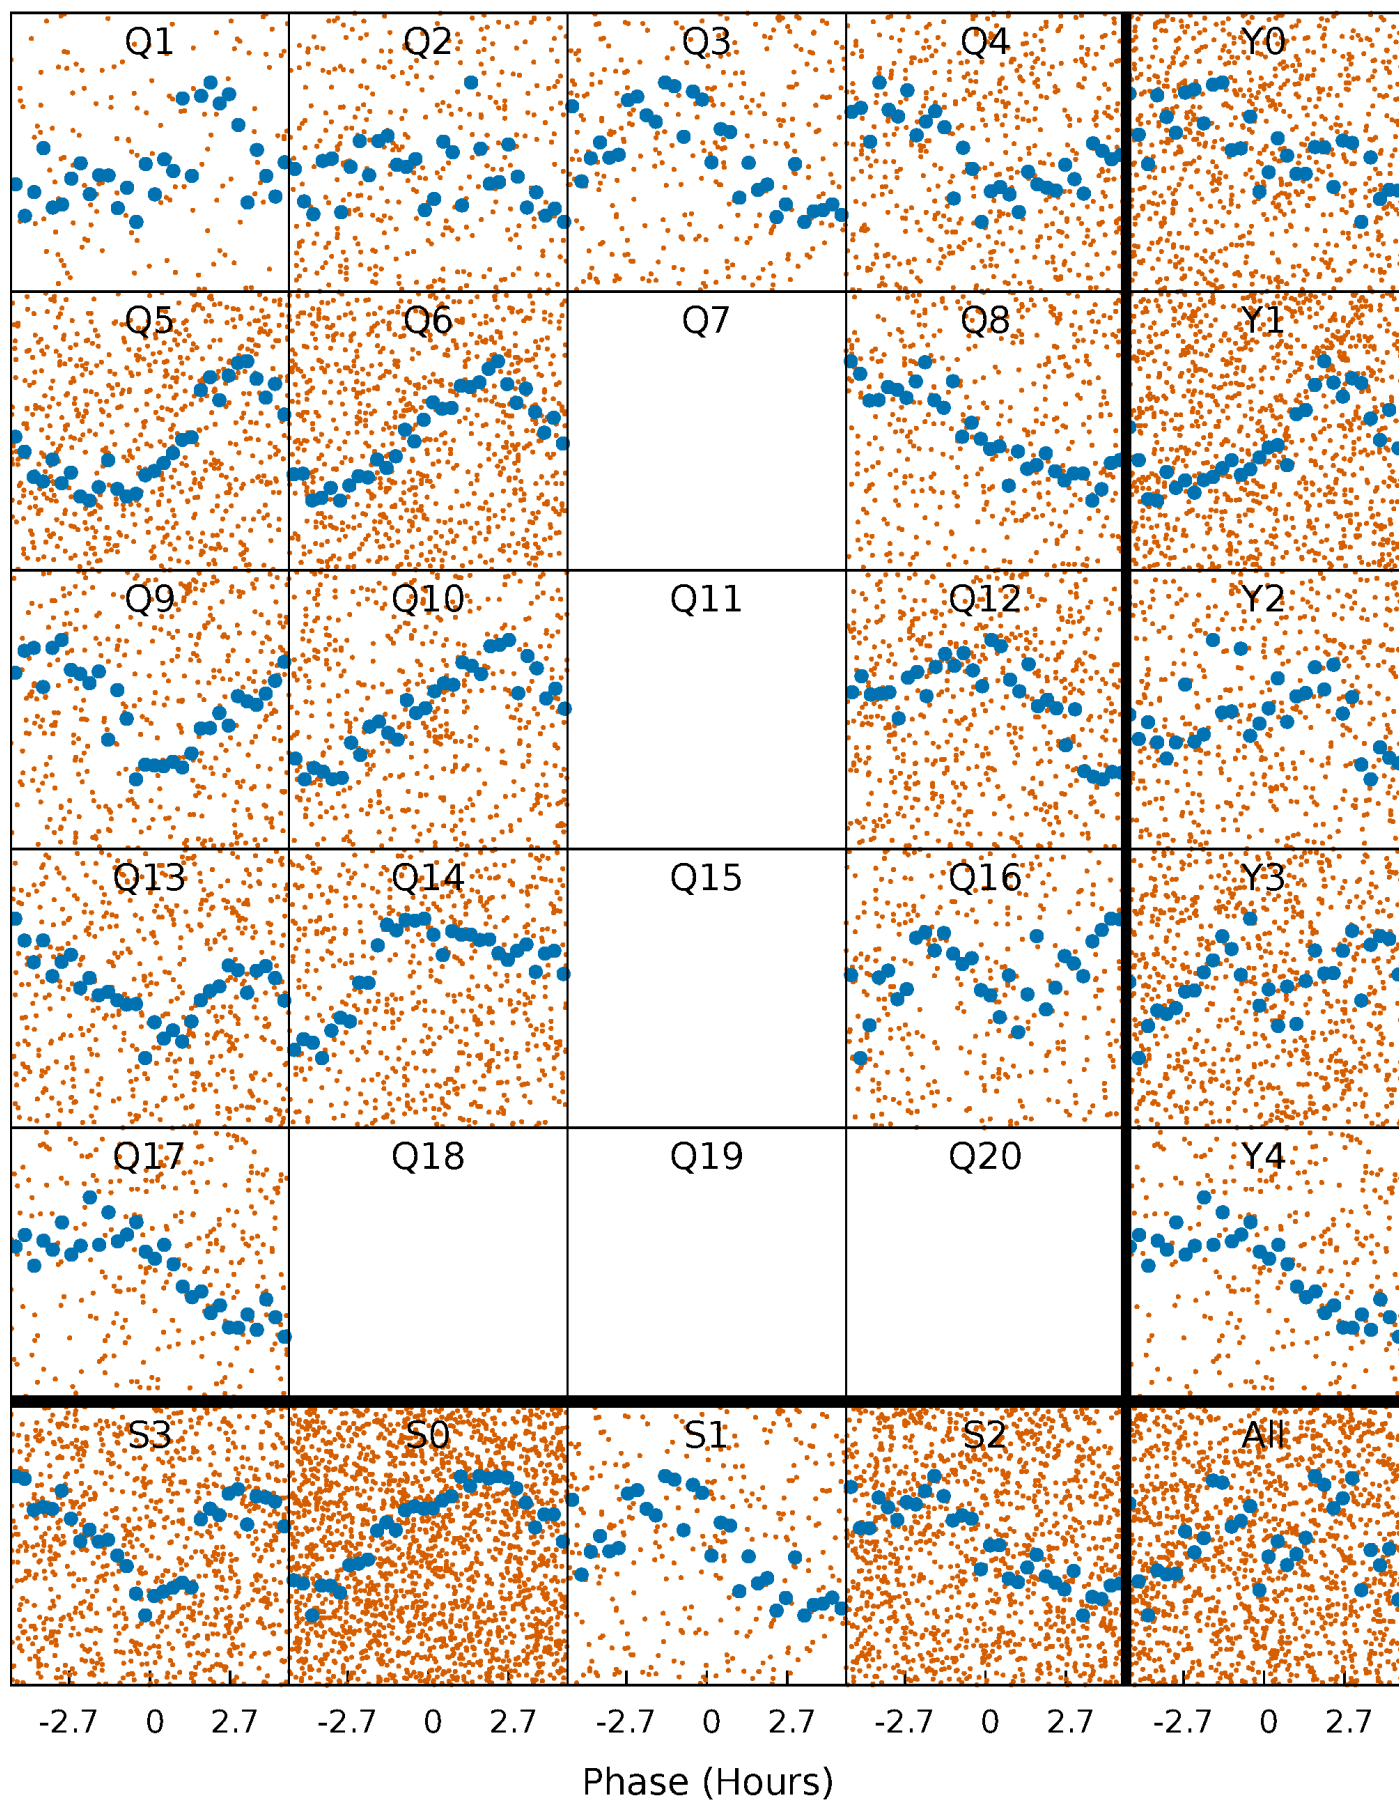 Q1 Q2 Q3 Q4 Y0
Q5 Q6 Q7 Q8 Y1
Q9 Q10 Q11 Q12 Y2
Q13 Q14 Q15 Q16 Y3
Q17 Q18 Q19 Q20 Y4
S3 S0 S1 S2 All
-2.7 0 2.7 -2.7 0 2.7 -2.7 0 2.7 -2.7 0 2.7 -2.7 0 2.7
Phase (Hours)